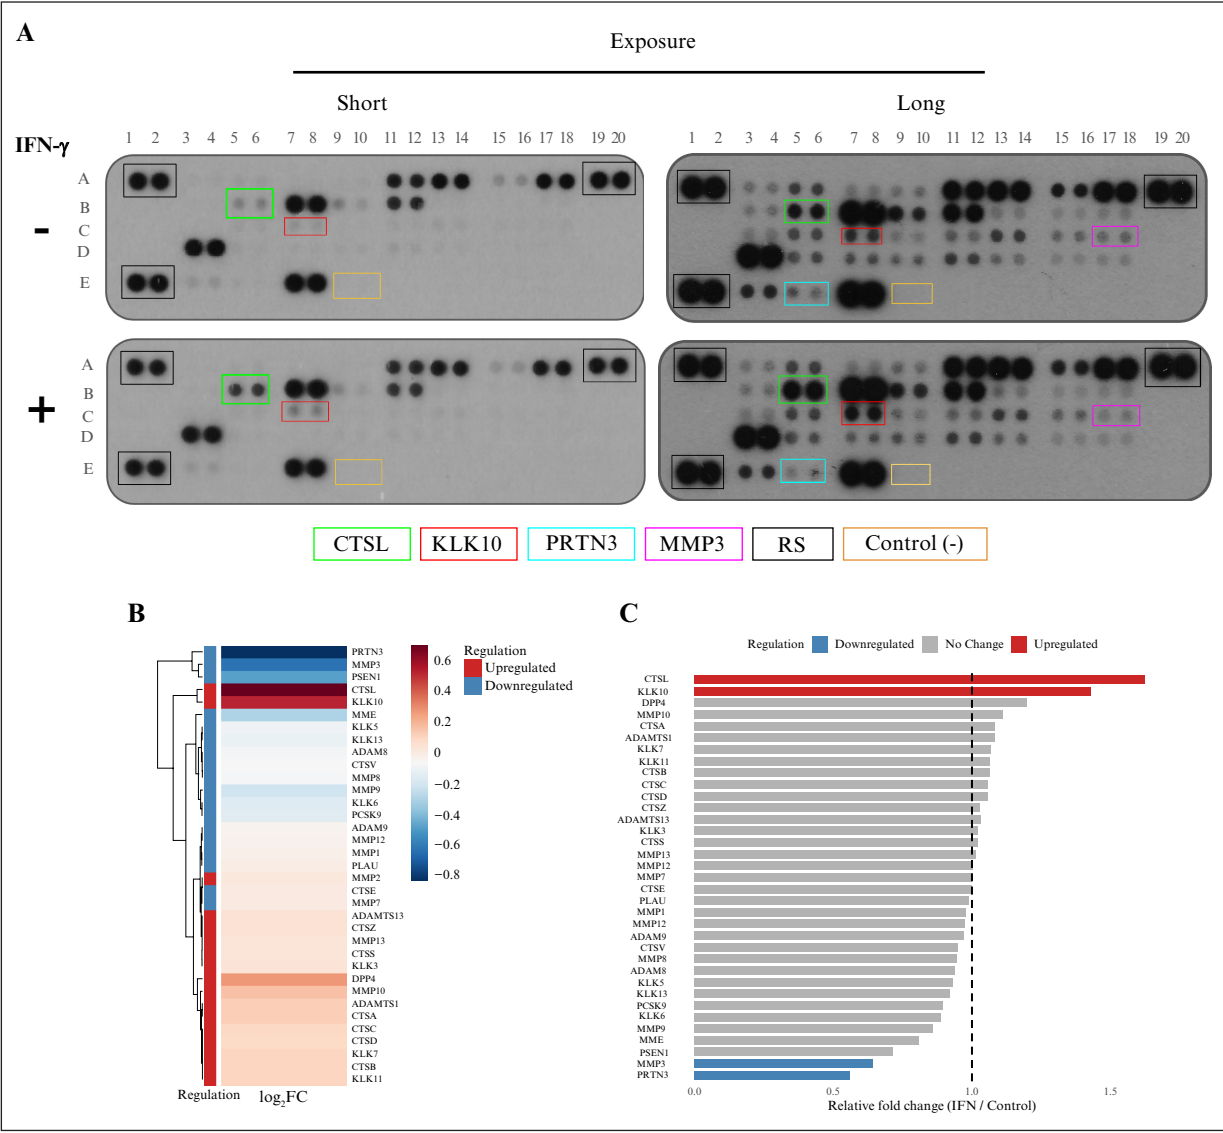 A
Exposure
Short
Long
IFN-γ
1 2 3 4 5 6 7 8 9 10 11 12 13 14 15 16 17 18 19 20
1 2 3 4 5 6 7 8 9 10 11 12 13 14 15 16 17 18 19 20
A
B
C
D
E
-
A
B
C
D
E
+
CTSL
KLK10
PRTN3
MMP3
RS
Control (-)
B
PRTN3
MMP3
PSEN1
CTSL
KLK10
MME
KLK5
KLK13
ADAM8
CTSV
MMP8
MMP9
KLK6
PCSK9
ADAM9
MMP12
MMP1
PLAU
MMP2
CTSE
MMP7
ADAMTS13
CTSZ
MMP13
CTSS
KLK3
DPP4
MMP10
ADAMTS1
CTSA
CTSC
CTSD
KLK7
CTSB
KLK11
0.6
0.4
0.2
0
−0.2
−0.4
−0.6
−0.8
Regulation
Upregulated
Downregulated
Regulation
log2FC
C
Regulation
Downregulated
No Change
Upregulated
CTSL
KLK10
DPP4
MMP10
CTSA
ADAMTS1
KLK7
KLK11
CTSB
CTSC
CTSD
CTSZ
ADAMTS13
KLK3
CTSS
MMP13
MMP12
MMP7
CTSE
PLAU
MMP1
MMP12
ADAM9
CTSV
MMP8
ADAM8
KLK5
KLK13
PCSK9
KLK6
MMP9
MME
PSEN1
MMP3
PRTN3
0.0 0.5 1.0 1.5
Relative fold change (IFN / Control)